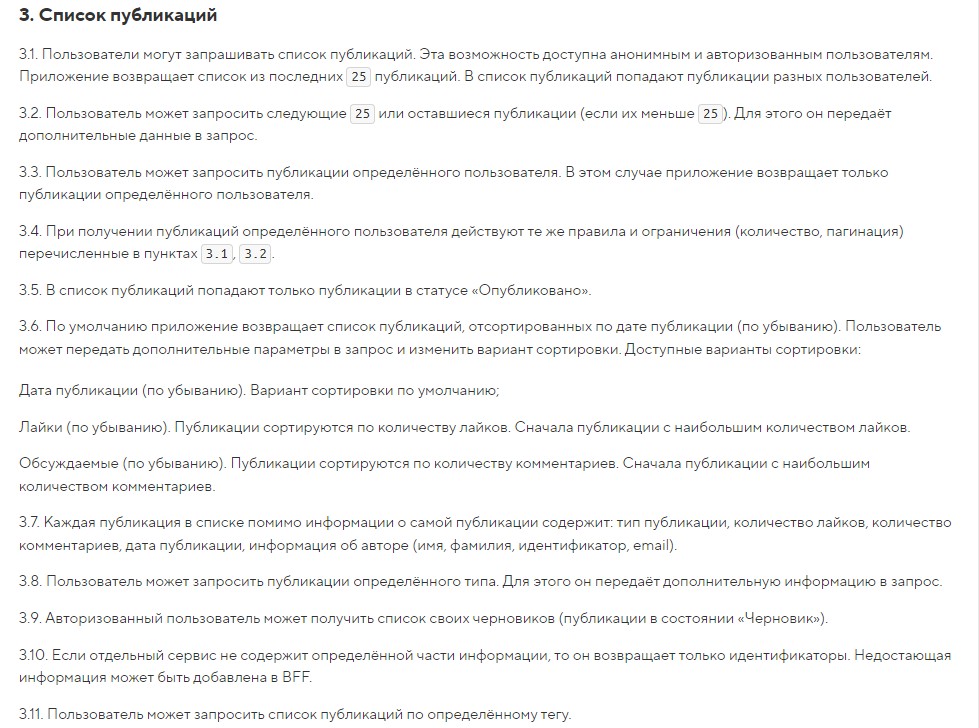 3. Список публикаций
3.1. Пользователи могут запрашивать список публикаций. Эта возможность доступна анонимным и авторизованным пользователям.
Приложение возвращает список из последних 25 публикаций. В список публикаций попадают публикации разных пользователей.
3.2. Пользователь может запросить следующие 25 или оставшиеся публикации (если их меньше 25). Для этого он передаёт
дополнительные данные в запрос.
3.3. Пользователь может запросить публикации определённого пользователя. В этом случае приложение возвращает только
публикации определённого пользователя.
3.4. При получении публикаций определённого пользователя действуют те же правила и ограничения (количество, пагинация)
перечисленные в пунктах 3.1, 3.2.
3.5. В список публикаций попадают только публикации в статусе «Опубликовано».
3.6. По умолчанию приложение возвращает список публикаций, отсортированных по дате публикации (по убыванию). Пользователь
может передать дополнительные параметры в запрос и изменить вариант сортировки. Доступные варианты сортировки:
Дата публикации (по убыванию). Вариант сортировки по умолчанию;
Лайки (по убыванию). Публикации сортируются по количеству лайков. Сначала публикации с наибольшим количеством лайков.
Обсуждаемые (по убыванию). Публикации сортируются по количеству комментариев. Сначала публикации с наибольшим
количеством комментариев.
3.7. Каждая публикация в списке помимо информации о самой публикации содержит: тип публикации, количество лайков, количество
комментариев, дата публикации, информация об авторе (имя, фамилия, идентификатор, email).
3.8. Пользователь может запросить публикации определённого типа. Для этого он передаёт дополнительную информацию в запрос.
3.9. Авторизованный пользователь может получить список своих черновиков (публикации в состоянии «Черновик»).
3.10. Если отдельный сервис не содержит определённой части информации, то он возвращает только идентификаторы. Недостающая
информация может быть добавлена в BFF.
3.11. Пользователь может запросить список публикаций по определённому тегу.